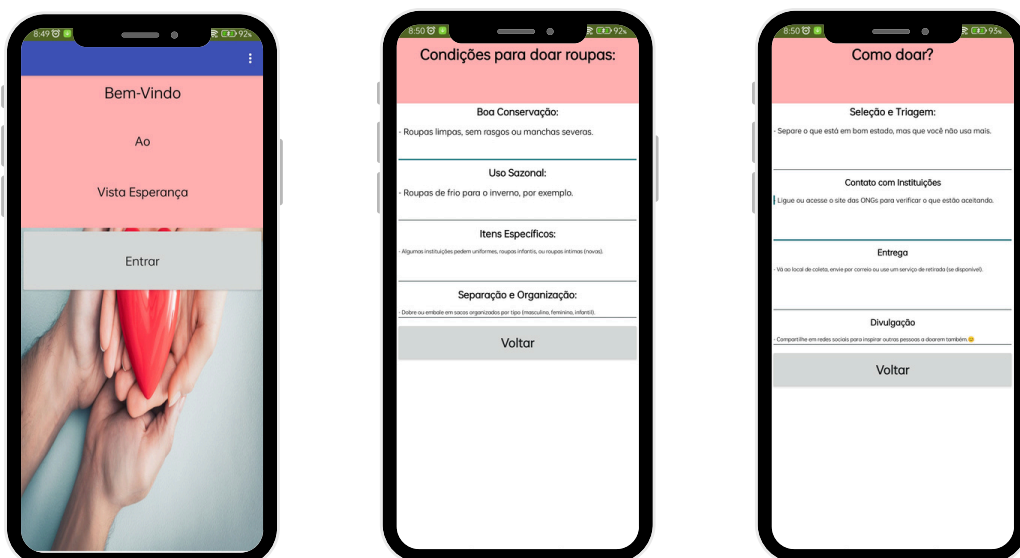 8:49
92%
Bem-Vindo
Ao
Vista Esperança
Entrar
8:50
92%
Condições para doar roupas:
Boa Conservação:
- Roupas limpas, sem rasgos ou manchas severas.
Uso Sazonal:
- Roupas de frio para o inverno, por exemplo.
Itens Específicos:
- Algumas instituições pedem uniformes, roupas infantis, ou roupas íntimas (novas).
Separação e Organização:
- Dobre ou embale em sacos organizados por tipo (masculino, feminino, infantil).
Voltar
8:50
93%
Como doar?
Seleção e Triagem:
- Separe o que está em bom estado, mas que você não usa mais.
Contato com Instituições
Ligue ou acesse o site das ONGs para verificar o que estão aceitando.
Entrega
- Vá ao local de coleta, envie por correio ou use um serviço de retirada (se disponível).
Divulgação
- Compartilhe em redes sociais para inspirar outras pessoas a doarem também.😊
Voltar